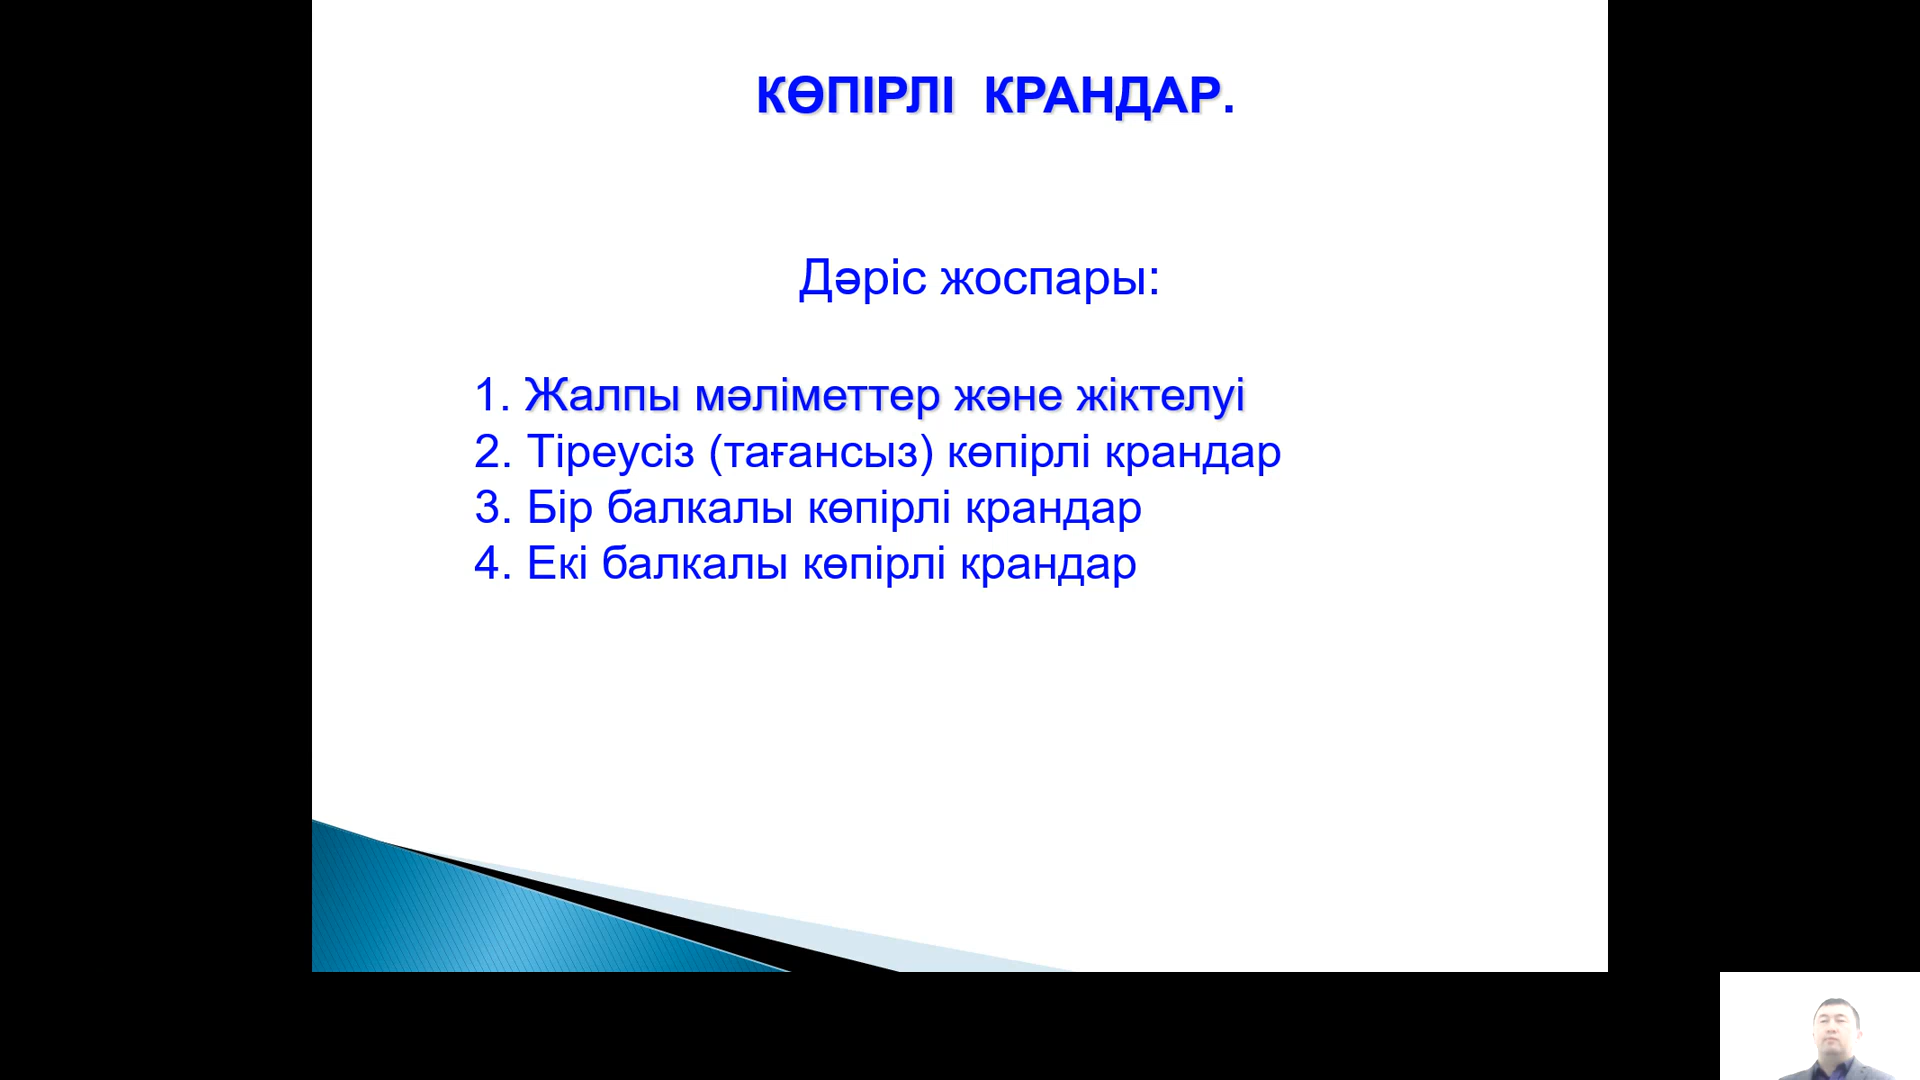 КӨПІРЛІ КРАНДАР.
Дәріс жоспары:
1. Жалпы мәліметтер және жіктелуі
2. Тіреусіз (тағансыз) көпірлі крандар
3. Бір балкалы көпірлі крандар
4. Екі балкалы көпірлі крандар